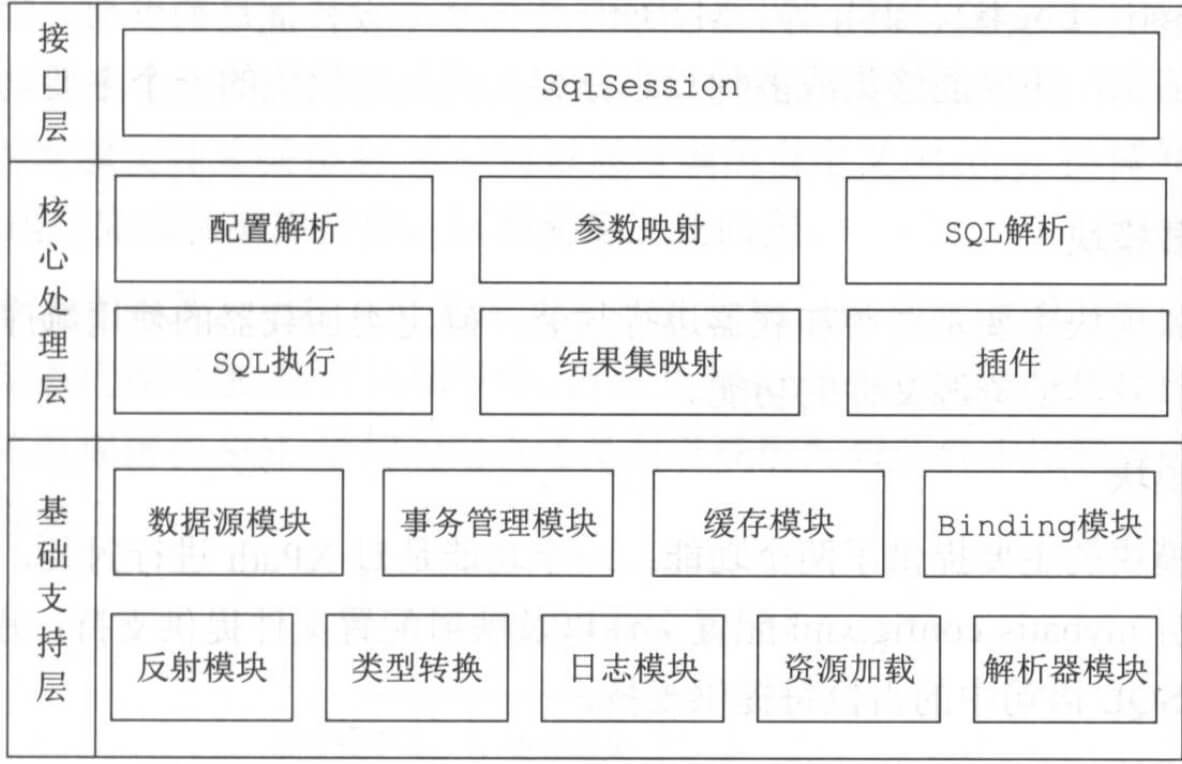 接口层
SqlSession
核心处理层
配置解析
参数映射
SQL解析
SQL执行
结果集映射
插件
基础支持层
数据源模块
事务管理模块
缓存模块
Binding模块
反射模块
类型转换
日志模块
资源加载
解析器模块